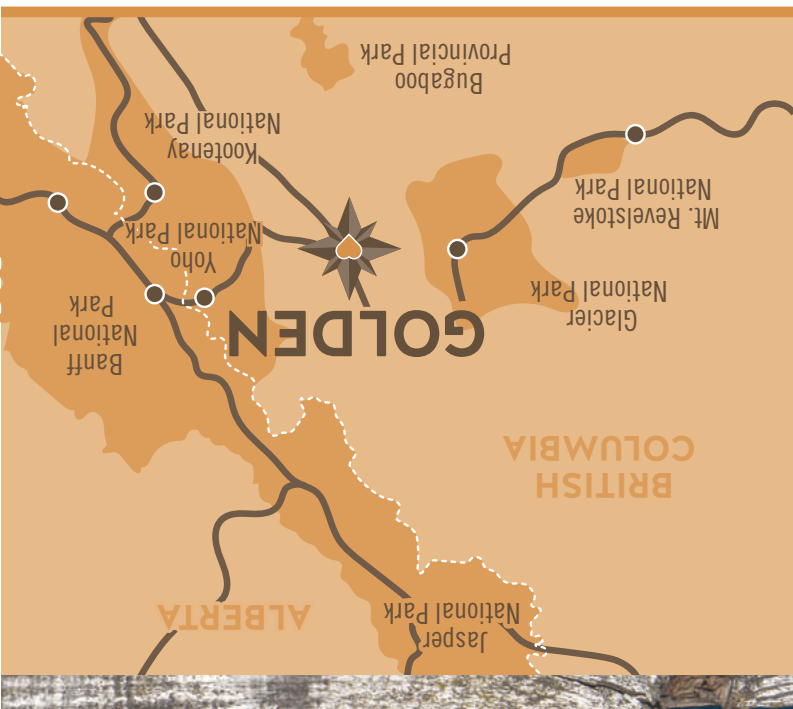 Jasper
National Park
ALBERTA
BRITISH
COLUMBIA
Banff
National
Park
Glacier
National Park
GOLDEN
Yoho
National Park
Mt. Revelstoke
National Park
Kootenay
National Park
Bugaboo
Provincial Park